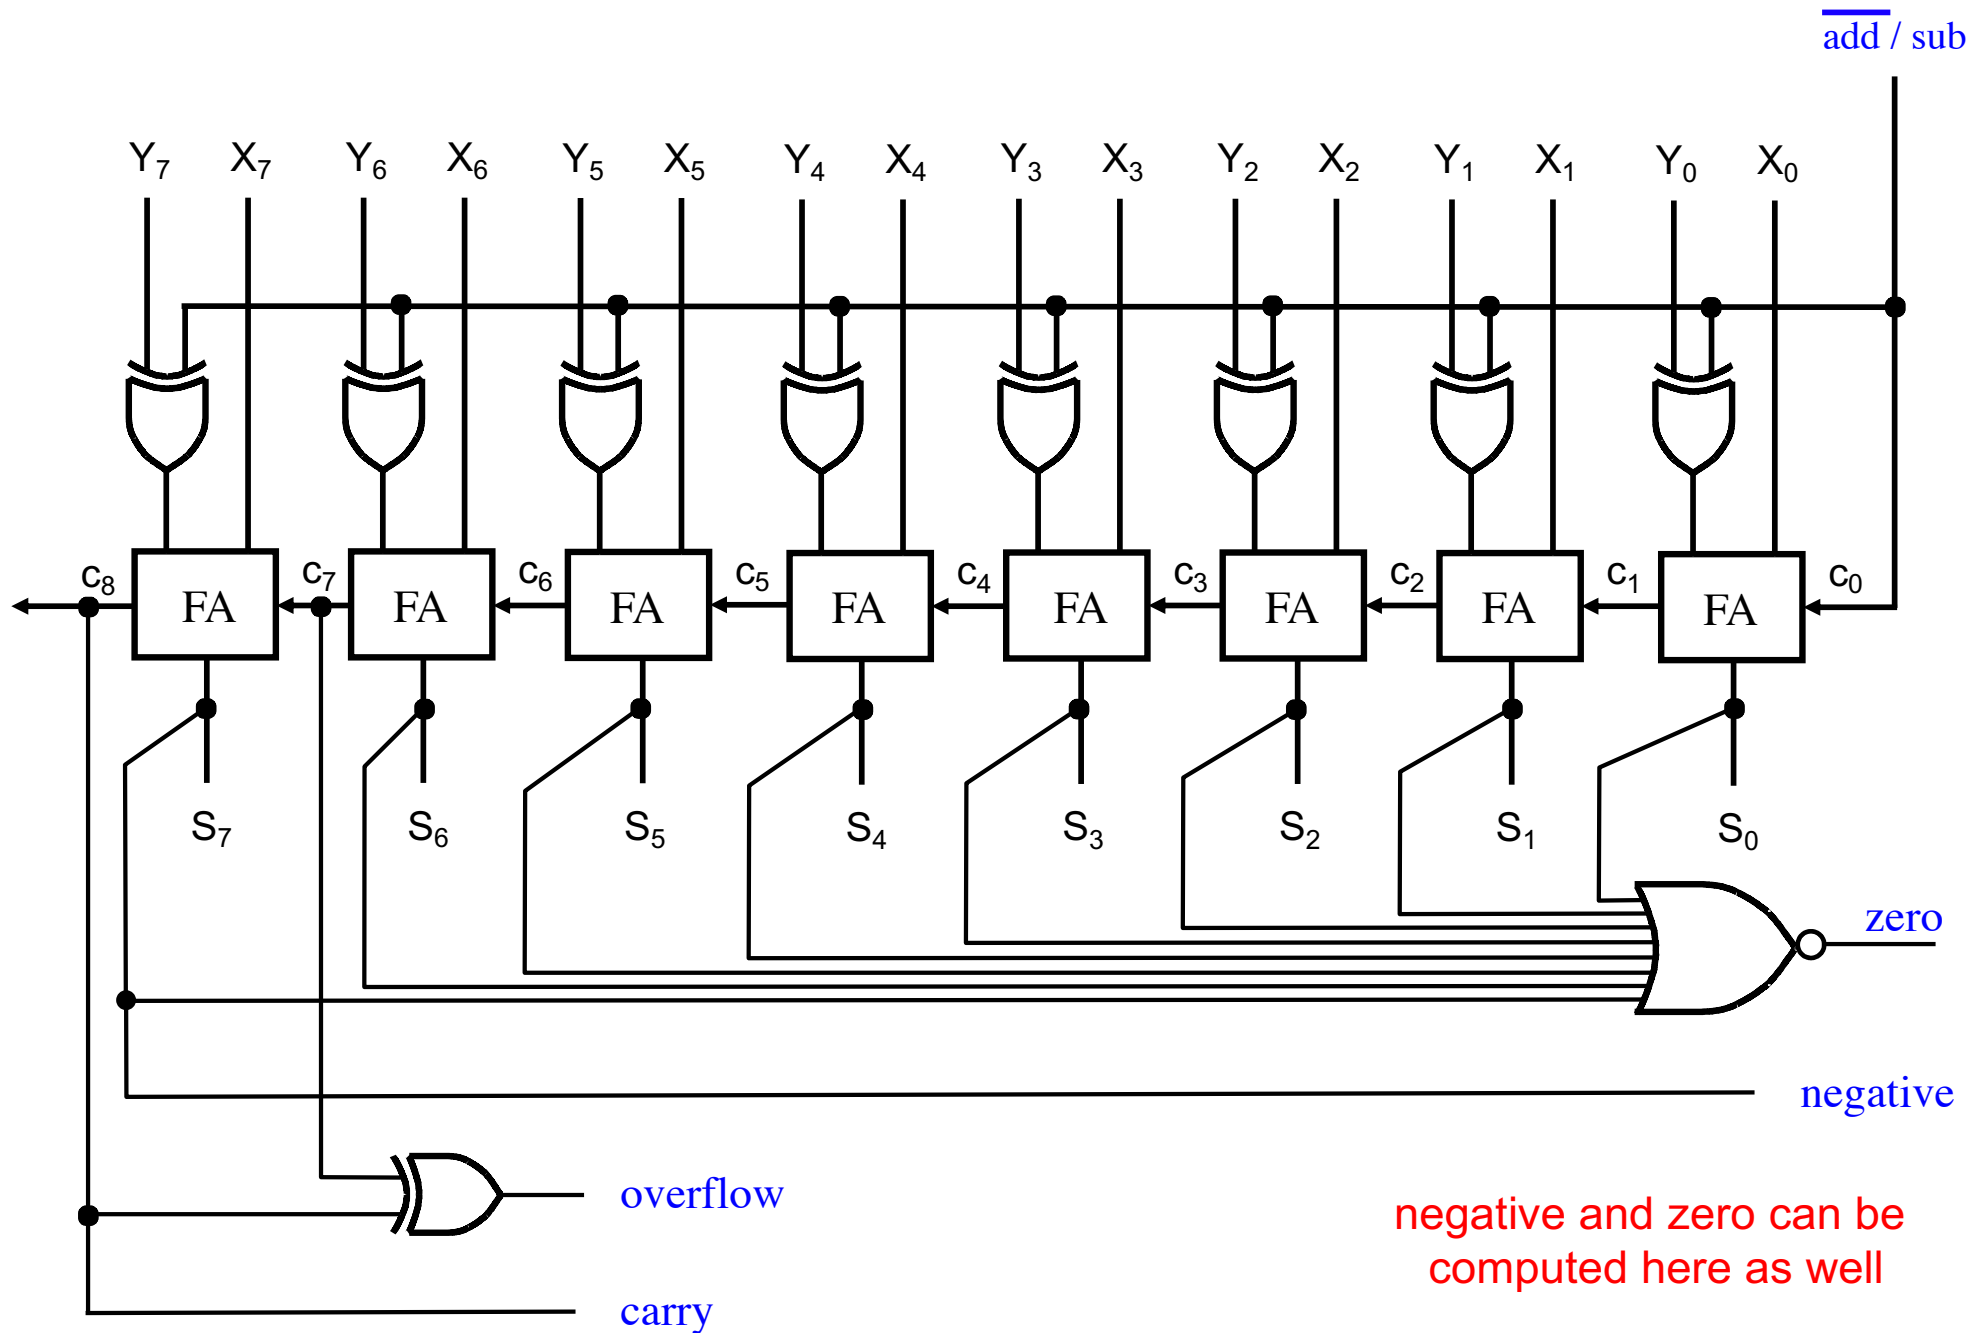 a̅d̅d̅ / sub
Y₇ X₇ Y₆ X₆ Y₅ X₅ Y₄ X₄ Y₃ X₃ Y₂ X₂ Y₁ X₁ Y₀ X₀
c₈ FA c₇ FA c₆ FA c₅ FA c₄ FA c₃ FA c₂ FA c₁ FA c₀
S₇ S₆ S₅ S₄ S₃ S₂ S₁ S₀
zero
negative
overflow
carry
negative and zero can be
computed here as well